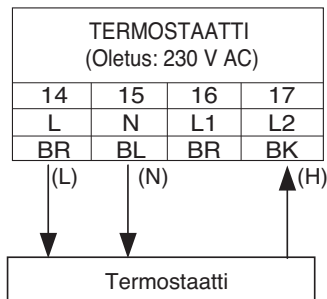 TERMOSTAATTI
(Oletus: 230 V AC)
14 15 16 17
L N L1 L2
BR BL BR BK
(L) (N) (H)
Termostaatti